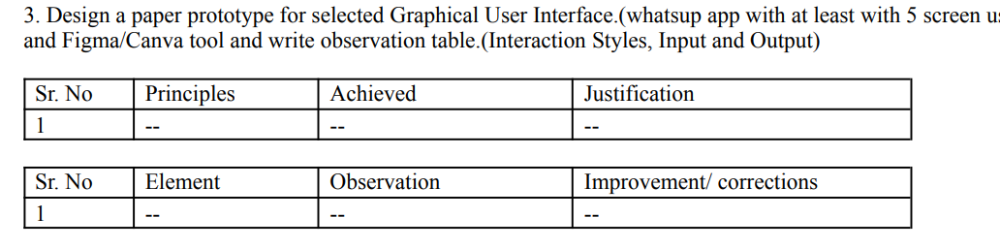 3. Design a paper prototype for selected Graphical User Interface.(whatsup app with at least with 5 screen
and Figma/Canva tool and write observation table.(Interaction Styles, Input and Output)
Sr. No Principles Achieved Justification
1 -- -- --
Sr. No Element Observation Improvement/ corrections
1 -- -- --